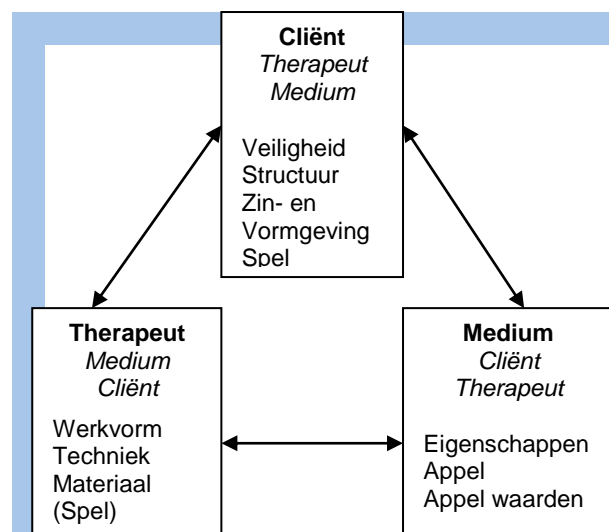 Cliënt
Therapeut
Medium
Veiligheid
Structuur
Zin- en
Vormgeving
Spel
Therapeut
Medium
Cliënt
Werkvorm
Techniek
Materiaal
(Spel)
Medium
Cliënt
Therapeut
Eigenschappen
Appel
Appel waarden